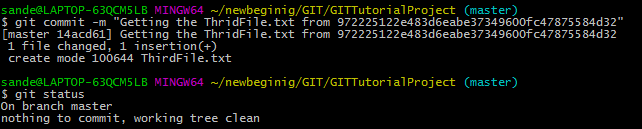 sande@LAPTOP-63QCM5LB MINGW64 ~/newbeginig/GIT/GITTutorialProject (master)
$ git commit -m "Getting the ThridFile.txt from 972225122e483d6eabe37349600fc47875584d32"
[master 14acd61] Getting the ThridFile.txt from 972225122e483d6eabe37349600fc47875584d32
 1 file changed, 1 insertion(+)
 create mode 100644 ThridFile.txt

sande@LAPTOP-63QCM5LB MINGW64 ~/newbeginig/GIT/GITTutorialProject (master)
$ git status
On branch master
nothing to commit, working tree clean